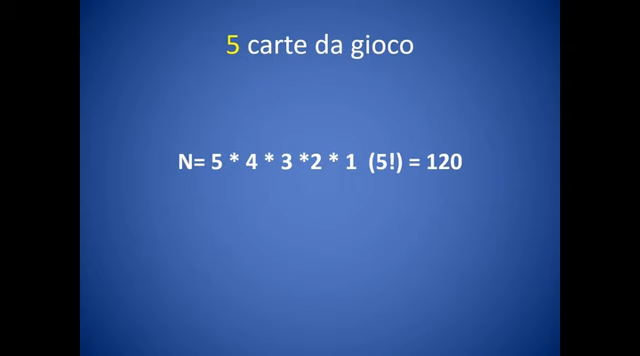 5 carte da gioco
N= 5 * 4 * 3 *2 * 1  (5!) = 120